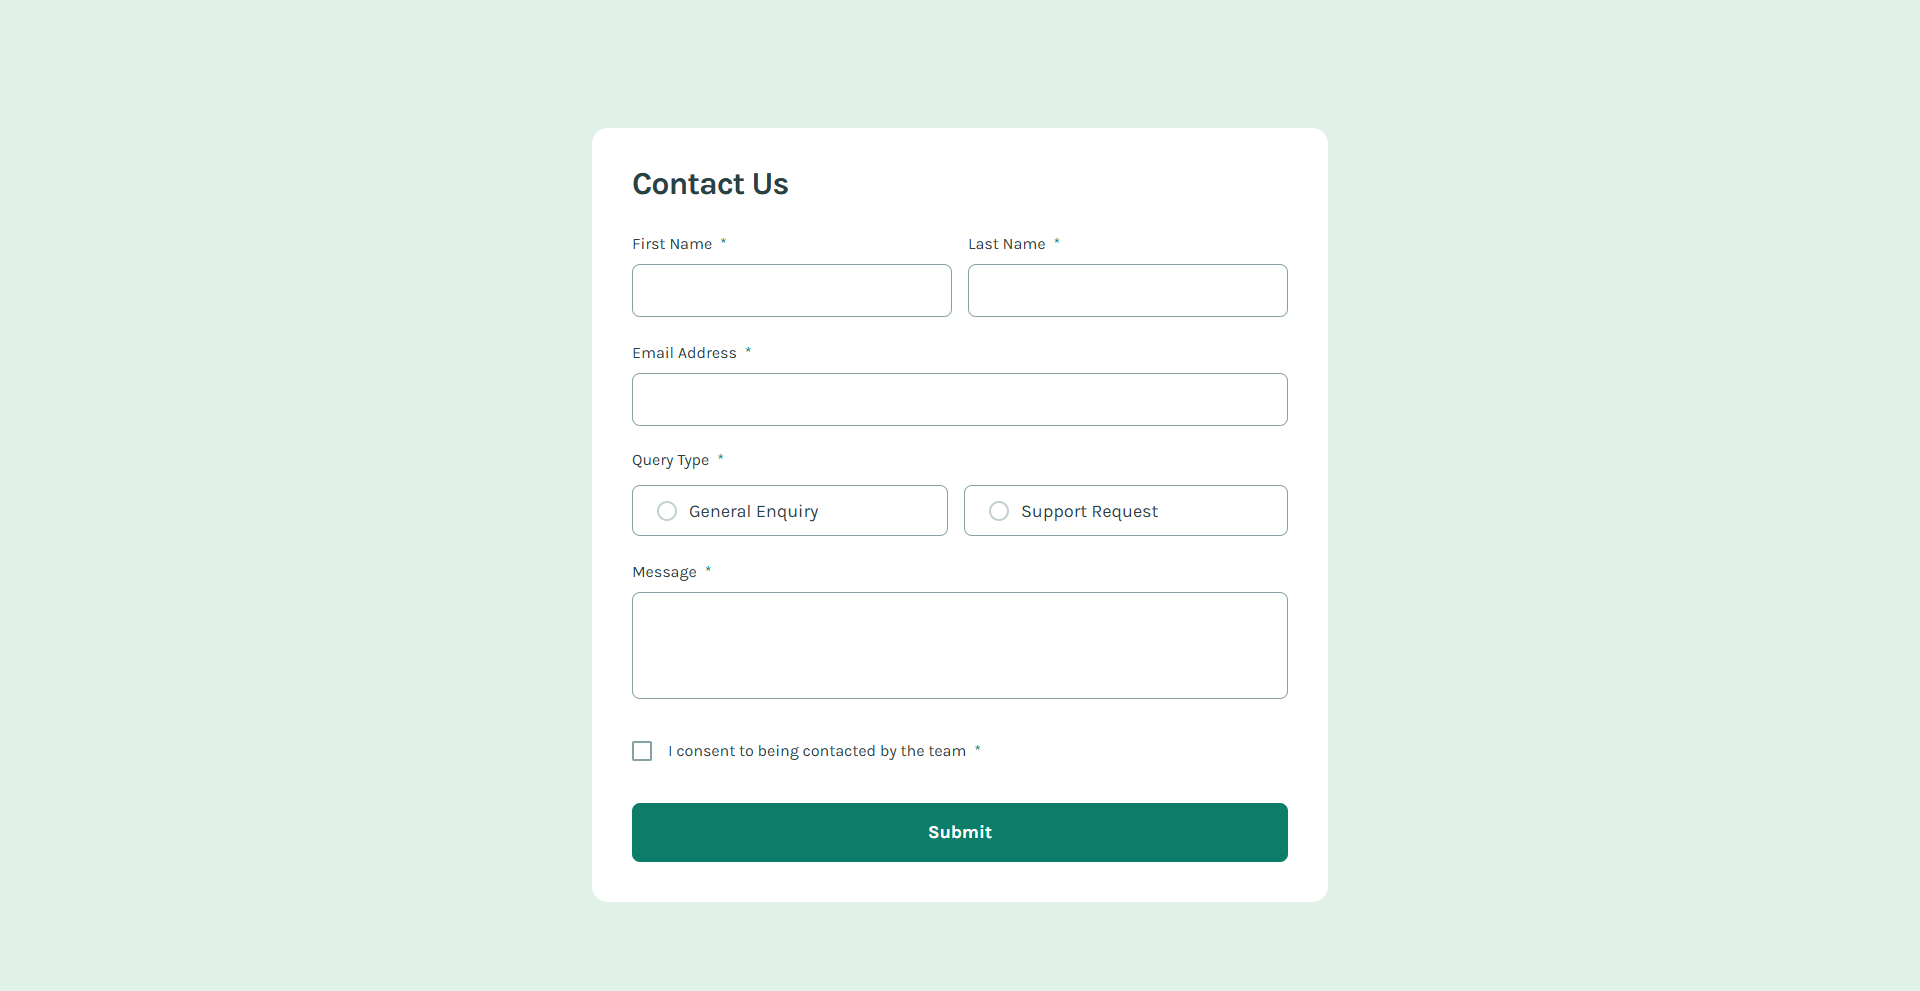 Contact Us
First Name *
Last Name *
Email Address *
Query Type *
General Enquiry
Support Request
Message *
I consent to being contacted by the team *
Submit